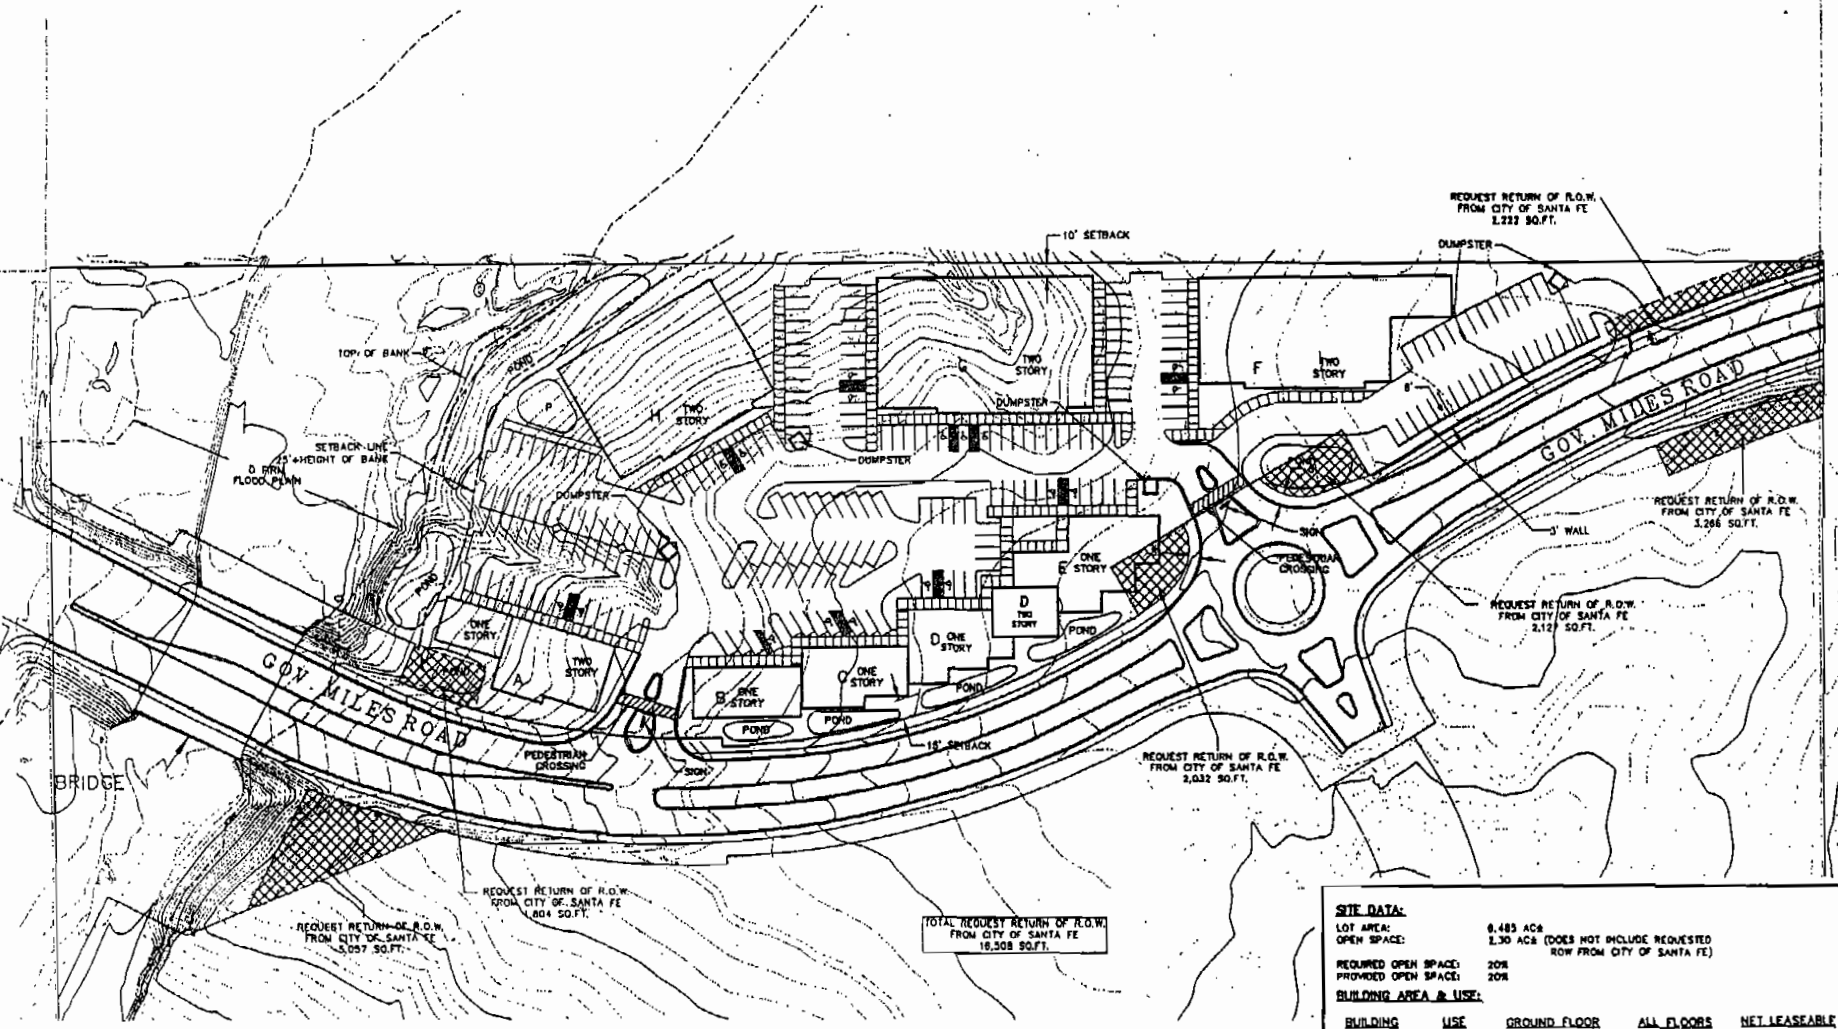 REQUEST RETURN OF R.O.W.
FROM CITY OF SANTA FE
2,222 SQ.FT.
DUMPSTER
10' SETBACK
TOP OF BANK
POND
P
H
TWO
STORY
G
TWO
STORY
F
TWO
STORY
DUMPSTER
8'
GOV. MILES ROAD
SETBACK LINE
25'+HEIGHT OF BANK
FLOOD PLAIN
DUMPSTER
DUMPSTER
REQUEST RETURN OF R.O.W.
FROM CITY OF SANTA FE
3,266 SQ.FT.
3' WALL
SIGN
PEDESTRIAN
CROSSING
E
ONE
STORY
D
TWO
STORY
D
ONE
STORY
POND
POND
REQUEST RETURN OF R.O.W.
FROM CITY OF SANTA FE
2,127 SQ.FT.
POND
ONE
STORY
A
TWO
STORY
POND
GOV. MILES ROAD
B
ONE
STORY
C
ONE
STORY
POND
POND
15' SETBACK
PEDESTRIAN
CROSSING
SIGN
REQUEST RETURN OF R.O.W.
FROM CITY OF SANTA FE
2,032 SQ.FT.
BRIDGE
REQUEST RETURN OF R.O.W.
FROM CITY OF SANTA FE
1,804 SQ.FT.
REQUEST RETURN OF R.O.W.
FROM CITY OF SANTA FE
5,057 SQ.FT.
TOTAL REQUEST RETURN OF R.O.W.
FROM CITY OF SANTA FE
16,508 SQ.FT.
SITE DATA:
LOT AREA: 6.485 AC±
OPEN SPACE: 1.30 AC± (DOES NOT INCLUDE REQUESTED
ROW FROM CITY OF SANTA FE)
REQUIRED OPEN SPACE: 20%
PROVIDED OPEN SPACE: 20%
BUILDING AREA & USE:
BUILDING USE GROUND FLOOR ALL FLOORS NET LEASEABLE